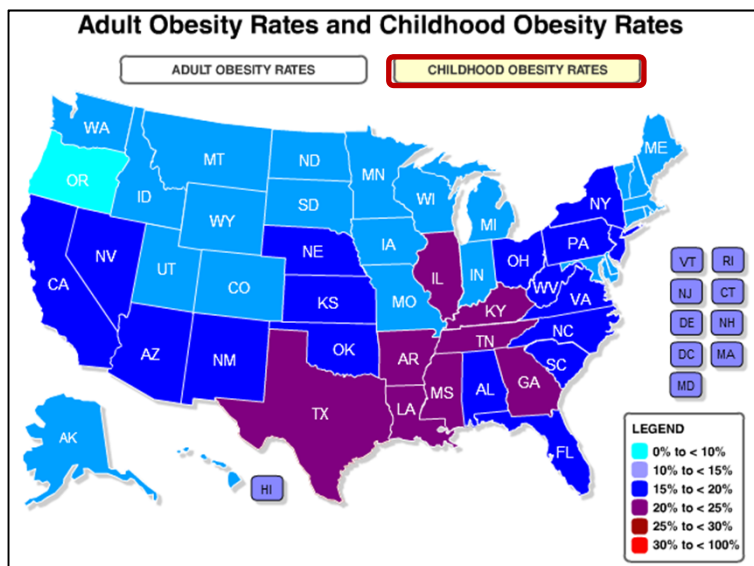 Adult Obesity Rates and Childhood Obesity Rates
ADULT OBESITY RATES
CHILDHOOD OBESITY RATES
WA
MT
ND
MN
ME
OR
ID
WY
SD
WI
MI
NY
NV
UT
CO
NE
IA
IL
IN
OH
PA
CA
KS
MO
KY
WV
VA
AZ
NM
OK
AR
TN
NC
SC
TX
LA
MS
AL
GA
FL
AK
HI
VT
RI
NJ
CT
DE
NH
DC
MA
MD
LEGEND
0% to < 10%
10% to < 15%
15% to < 20%
20% to < 25%
25% to < 30%
30% to < 100%